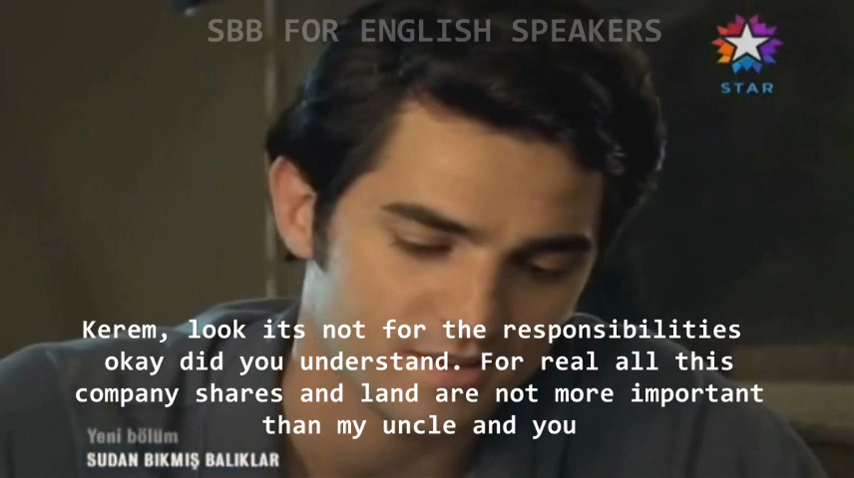 SBB FOR ENGLISH SPEAKERS
STAR
Kerem, look its not for the responsibilities
okay did you understand. For real all this
company shares and land are not more important
than my uncle and you
Yeni bölüm
SUDAN BIKMIŞ BALIKLAR